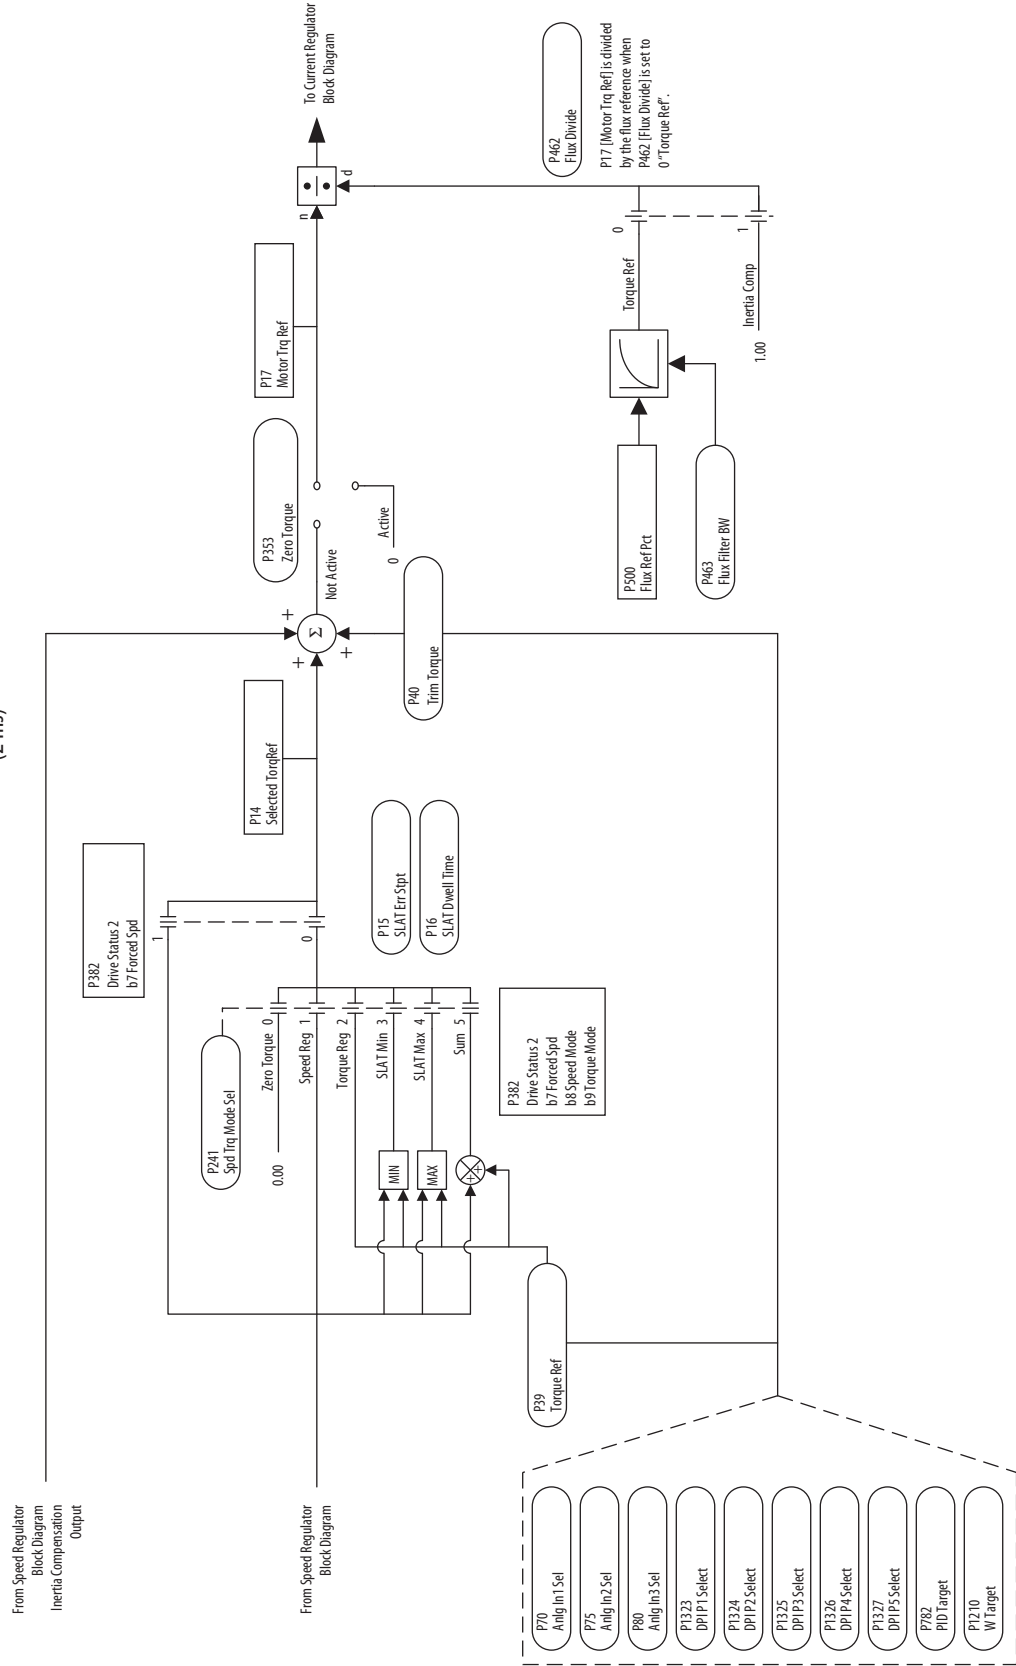 (2 ms)
From Speed Regulator
Block Diagram
Inertia Compensation
Output
From Speed Regulator
Block Diagram
P382
Drive Status 2
b7 Forced Spd
1
0
P241
Spd Trq Mode Sel
0.00
Zero Torque 0
Speed Reg 1
Torque Reg 2
SLAT Min 3
SLAT Max 4
Sum 5
MIN
MAX
+
+
P14
Selected TorqRef
P15
SLAT Err Stpt
P16
SLAT Dwell Time
P382
Drive Status 2
b7 Forced Spd
b8 Speed Mode
b9 Torque Mode
P39
Torque Ref
+
+
+
Σ
P40
Trim Torque
P353
Zero Torque
Not Active
0
Active
P17
Motor Trq Ref
n
d
To Current Regulator
Block Diagram
P462
Flux Divide
P17 [Motor Trq Ref] is divided
by the flux reference when
P462 [Flux Divide] is set to
0 "Torque Ref".
P500
Flux Ref Pct
P463
Flux Filter BW
Torque Ref
0
1.00
Inertia Comp
1
P70
Anlg In1 Sel
P75
Anlg In2 Sel
P80
Anlg In3 Sel
P1323
DPI P1 Select
P1324
DPI P2 Select
P1325
DPI P3 Select
P1326
DPI P4 Select
P1327
DPI P5 Select
P782
PID Target
P1210
W Target